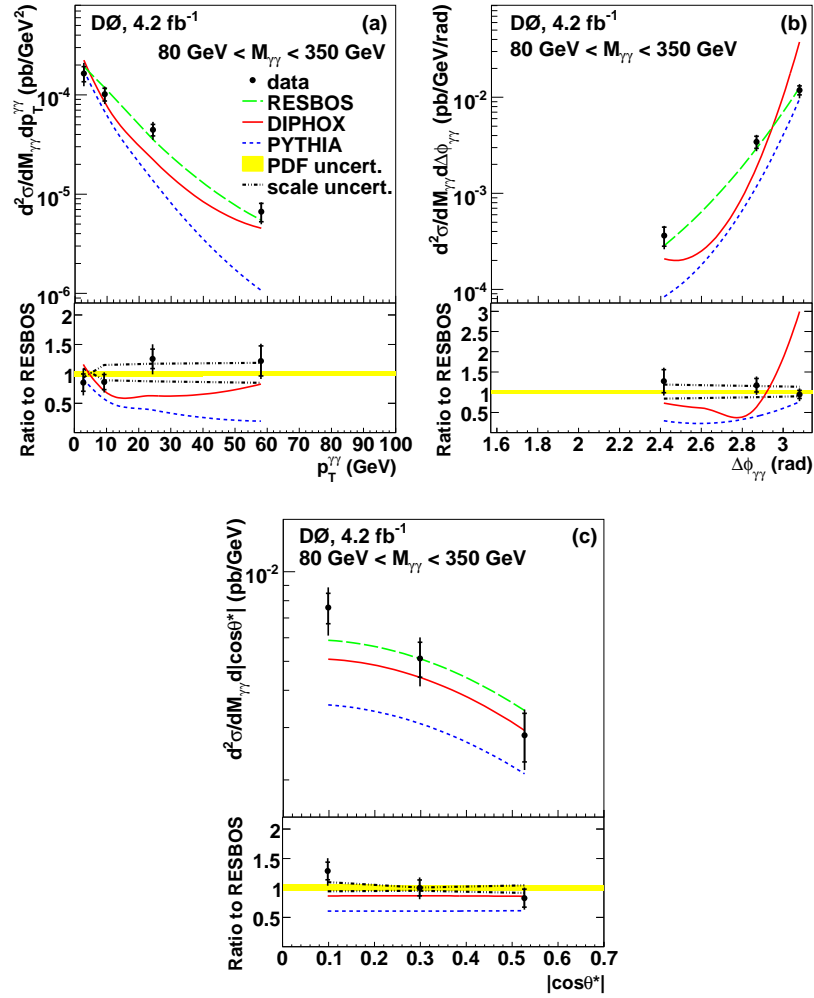 DØ, 4.2 fb⁻¹ (a)
80 GeV < Mγγ < 350 GeV
data
RESBOS
DIPHOX
PYTHIA
PDF uncert.
scale uncert.
d²σ/dMγγdp_T^γγ (pb/GeV²)
10⁻⁴
10⁻⁵
10⁻⁶
Ratio to RESBOS
2
1.5
1
0.5
0 10 20 30 40 50 60 70 80 90 100
p_T^γγ (GeV)
DØ, 4.2 fb⁻¹ (b)
80 GeV < Mγγ < 350 GeV
d²σ/dMγγdΔφγγ (pb/GeV/rad)
10⁻¹
10⁻²
10⁻³
10⁻⁴
Ratio to RESBOS
3
2.5
2
1.5
1
0.5
1.6 1.8 2 2.2 2.4 2.6 2.8 3
Δφγγ (rad)
DØ, 4.2 fb⁻¹ (c)
80 GeV < Mγγ < 350 GeV
d²σ/dMγγd|cosθ*| (pb/GeV)
10⁻²
Ratio to RESBOS
2
1.5
1
0.5
0 0.1 0.2 0.3 0.4 0.5 0.6 0.7
|cosθ*|